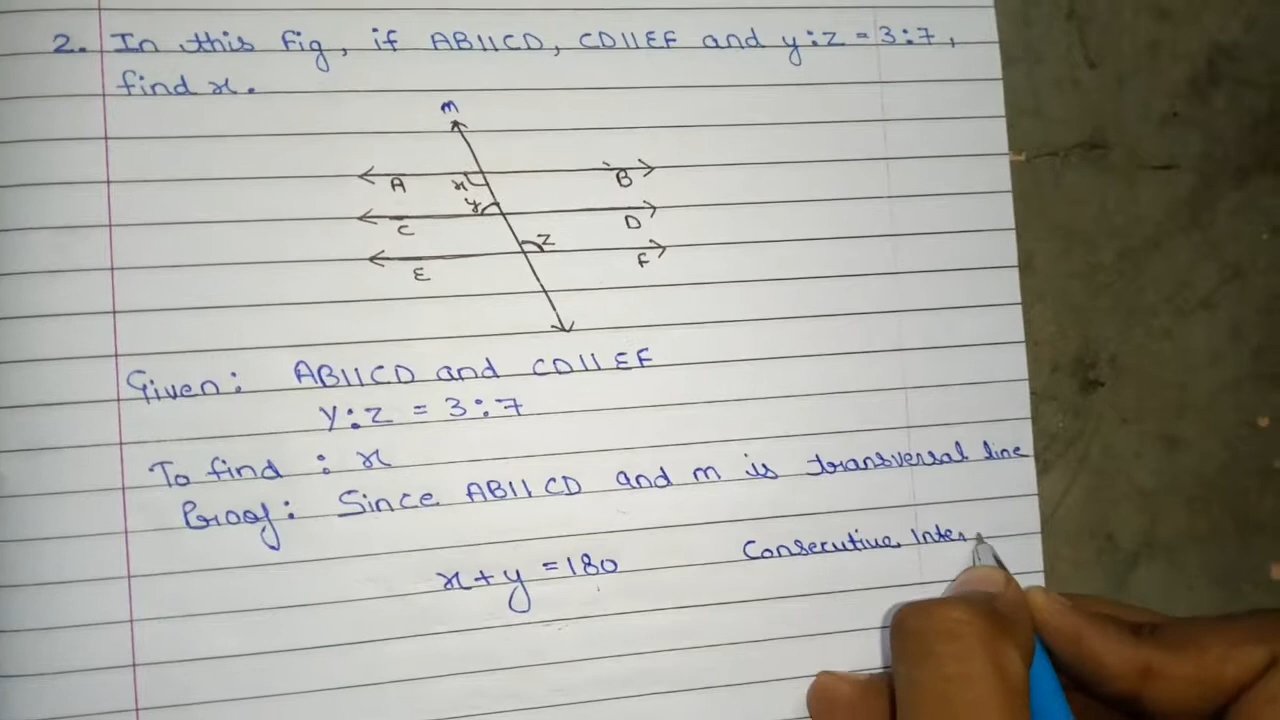 2. In this Fig, if AB||CD, CD||EF and y:z = 3:7,
find x.
m
A
x
B
y
C
D
z
E
F
Given: AB||CD and CD||EF
y:z = 3:7
To find : x
Proof: Since AB||CD and m is transversal line
x+y=180 Consecutive Inter